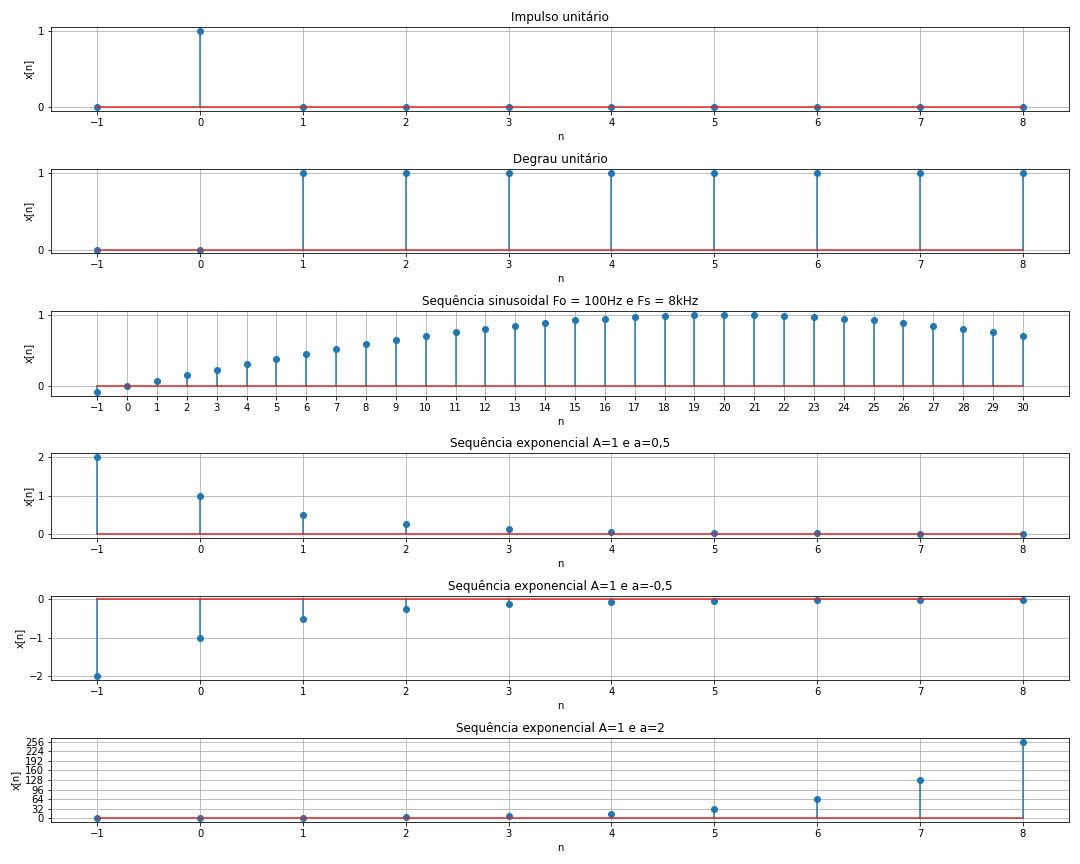 Impulso unitário
1
x[n]
0
−1 0 1 2 3 4 5 6 7 8
n
Degrau unitário
1
x[n]
0
−1 0 1 2 3 4 5 6 7 8
n
Sequência sinusoidal Fo = 100Hz e Fs = 8kHz
1
x[n]
0
−1 0 1 2 3 4 5 6 7 8 9 10 11 12 13 14 15 16 17 18 19 20 21 22 23 24 25 26 27 28 29 30
n
Sequência exponencial A=1 e a=0,5
2
x[n]
1
0
−1 0 1 2 3 4 5 6 7 8
n
Sequência exponencial A=1 e a=-0,5
0
x[n]
−1
−2
−1 0 1 2 3 4 5 6 7 8
n
Sequência exponencial A=1 e a=2
256
224
192
160
x[n]
128
96
64
32
0
−1 0 1 2 3 4 5 6 7 8
n